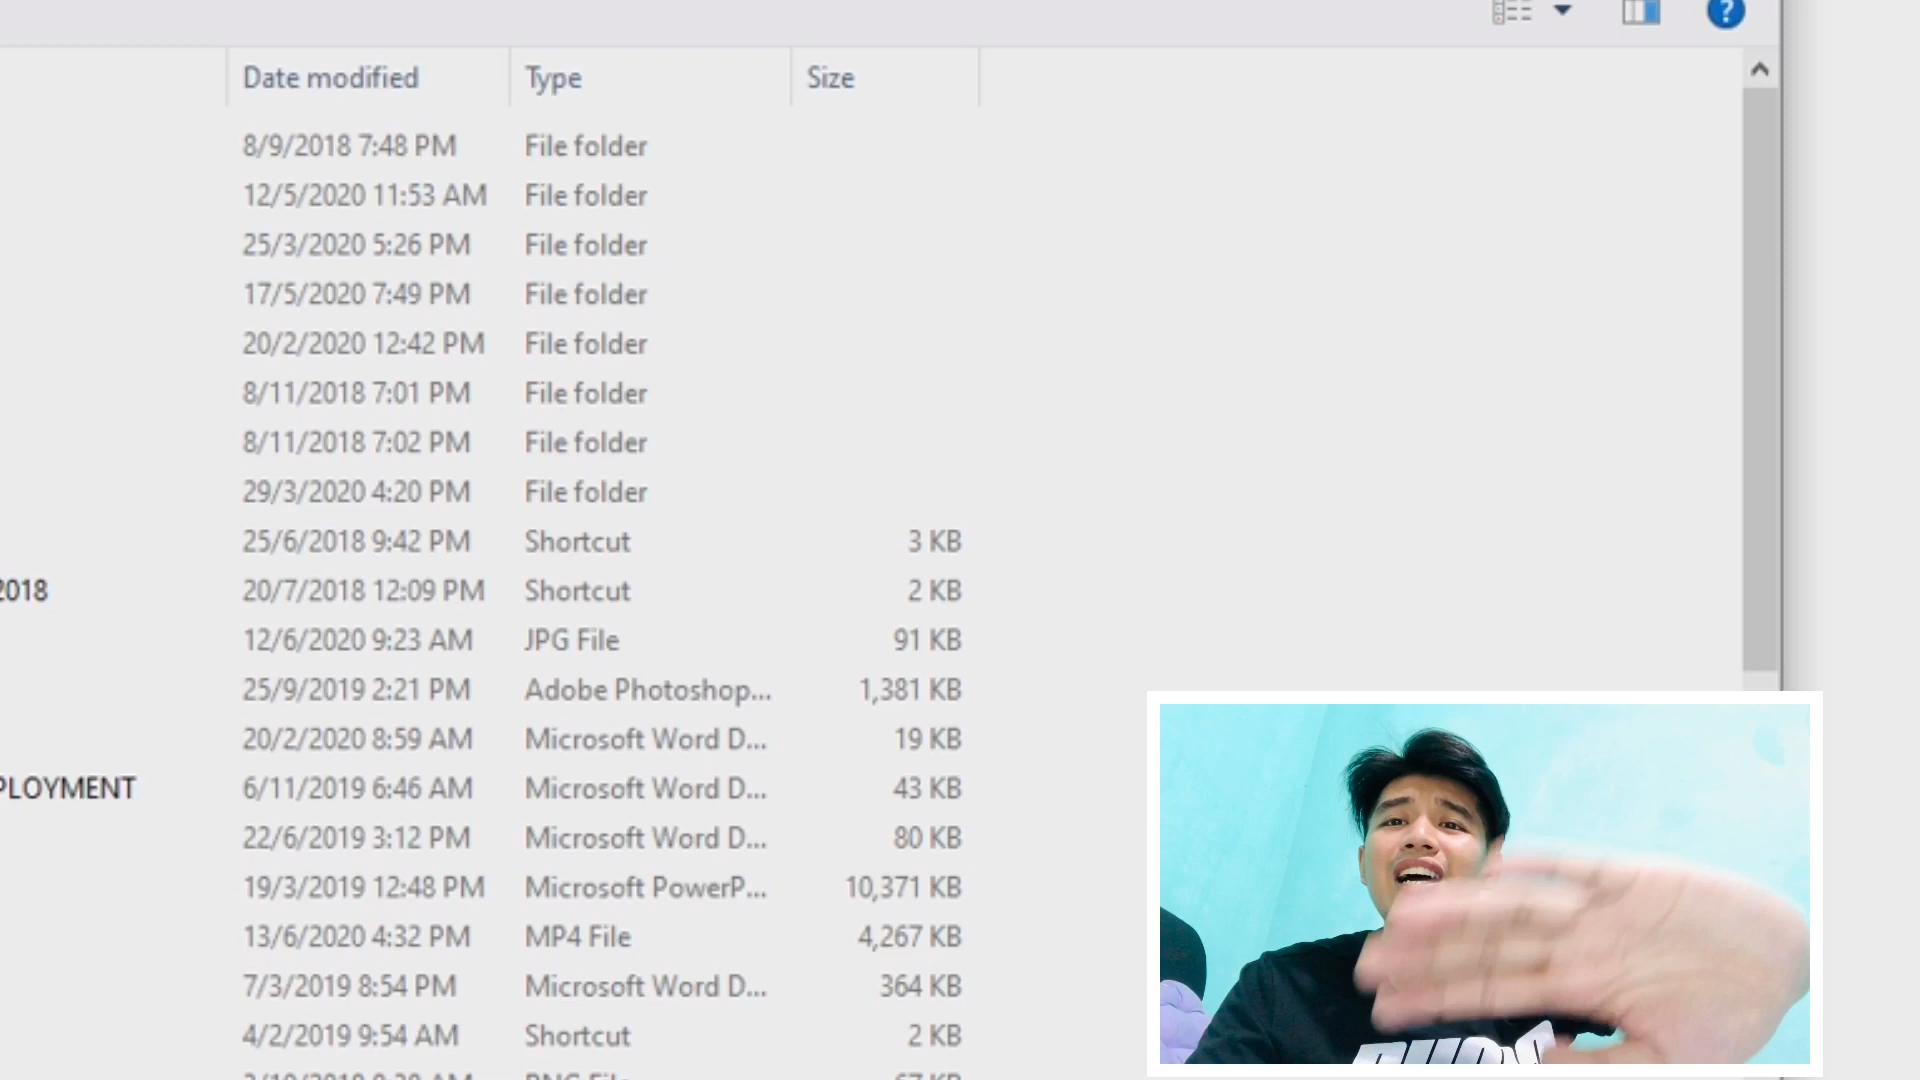 Date modified Type Size
8/9/2018 7:48 PM File folder
12/5/2020 11:53 AM File folder
25/3/2020 5:26 PM File folder
17/5/2020 7:49 PM File folder
20/2/2020 12:42 PM File folder
8/11/2018 7:01 PM File folder
8/11/2018 7:02 PM File folder
29/3/2020 4:20 PM File folder
25/6/2018 9:42 PM Shortcut 3 KB
2018 20/7/2018 12:09 PM Shortcut 2 KB
12/6/2020 9:23 AM JPG File 91 KB
25/9/2019 2:21 PM Adobe Photoshop... 1,381 KB
20/2/2020 8:59 AM Microsoft Word D... 19 KB
PLOYMENT 6/11/2019 6:46 AM Microsoft Word D... 43 KB
22/6/2019 3:12 PM Microsoft Word D... 80 KB
19/3/2019 12:48 PM Microsoft PowerP... 10,371 KB
13/6/2020 4:32 PM MP4 File 4,267 KB
7/3/2019 8:54 PM Microsoft Word D... 364 KB
4/2/2019 9:54 AM Shortcut 2 KB